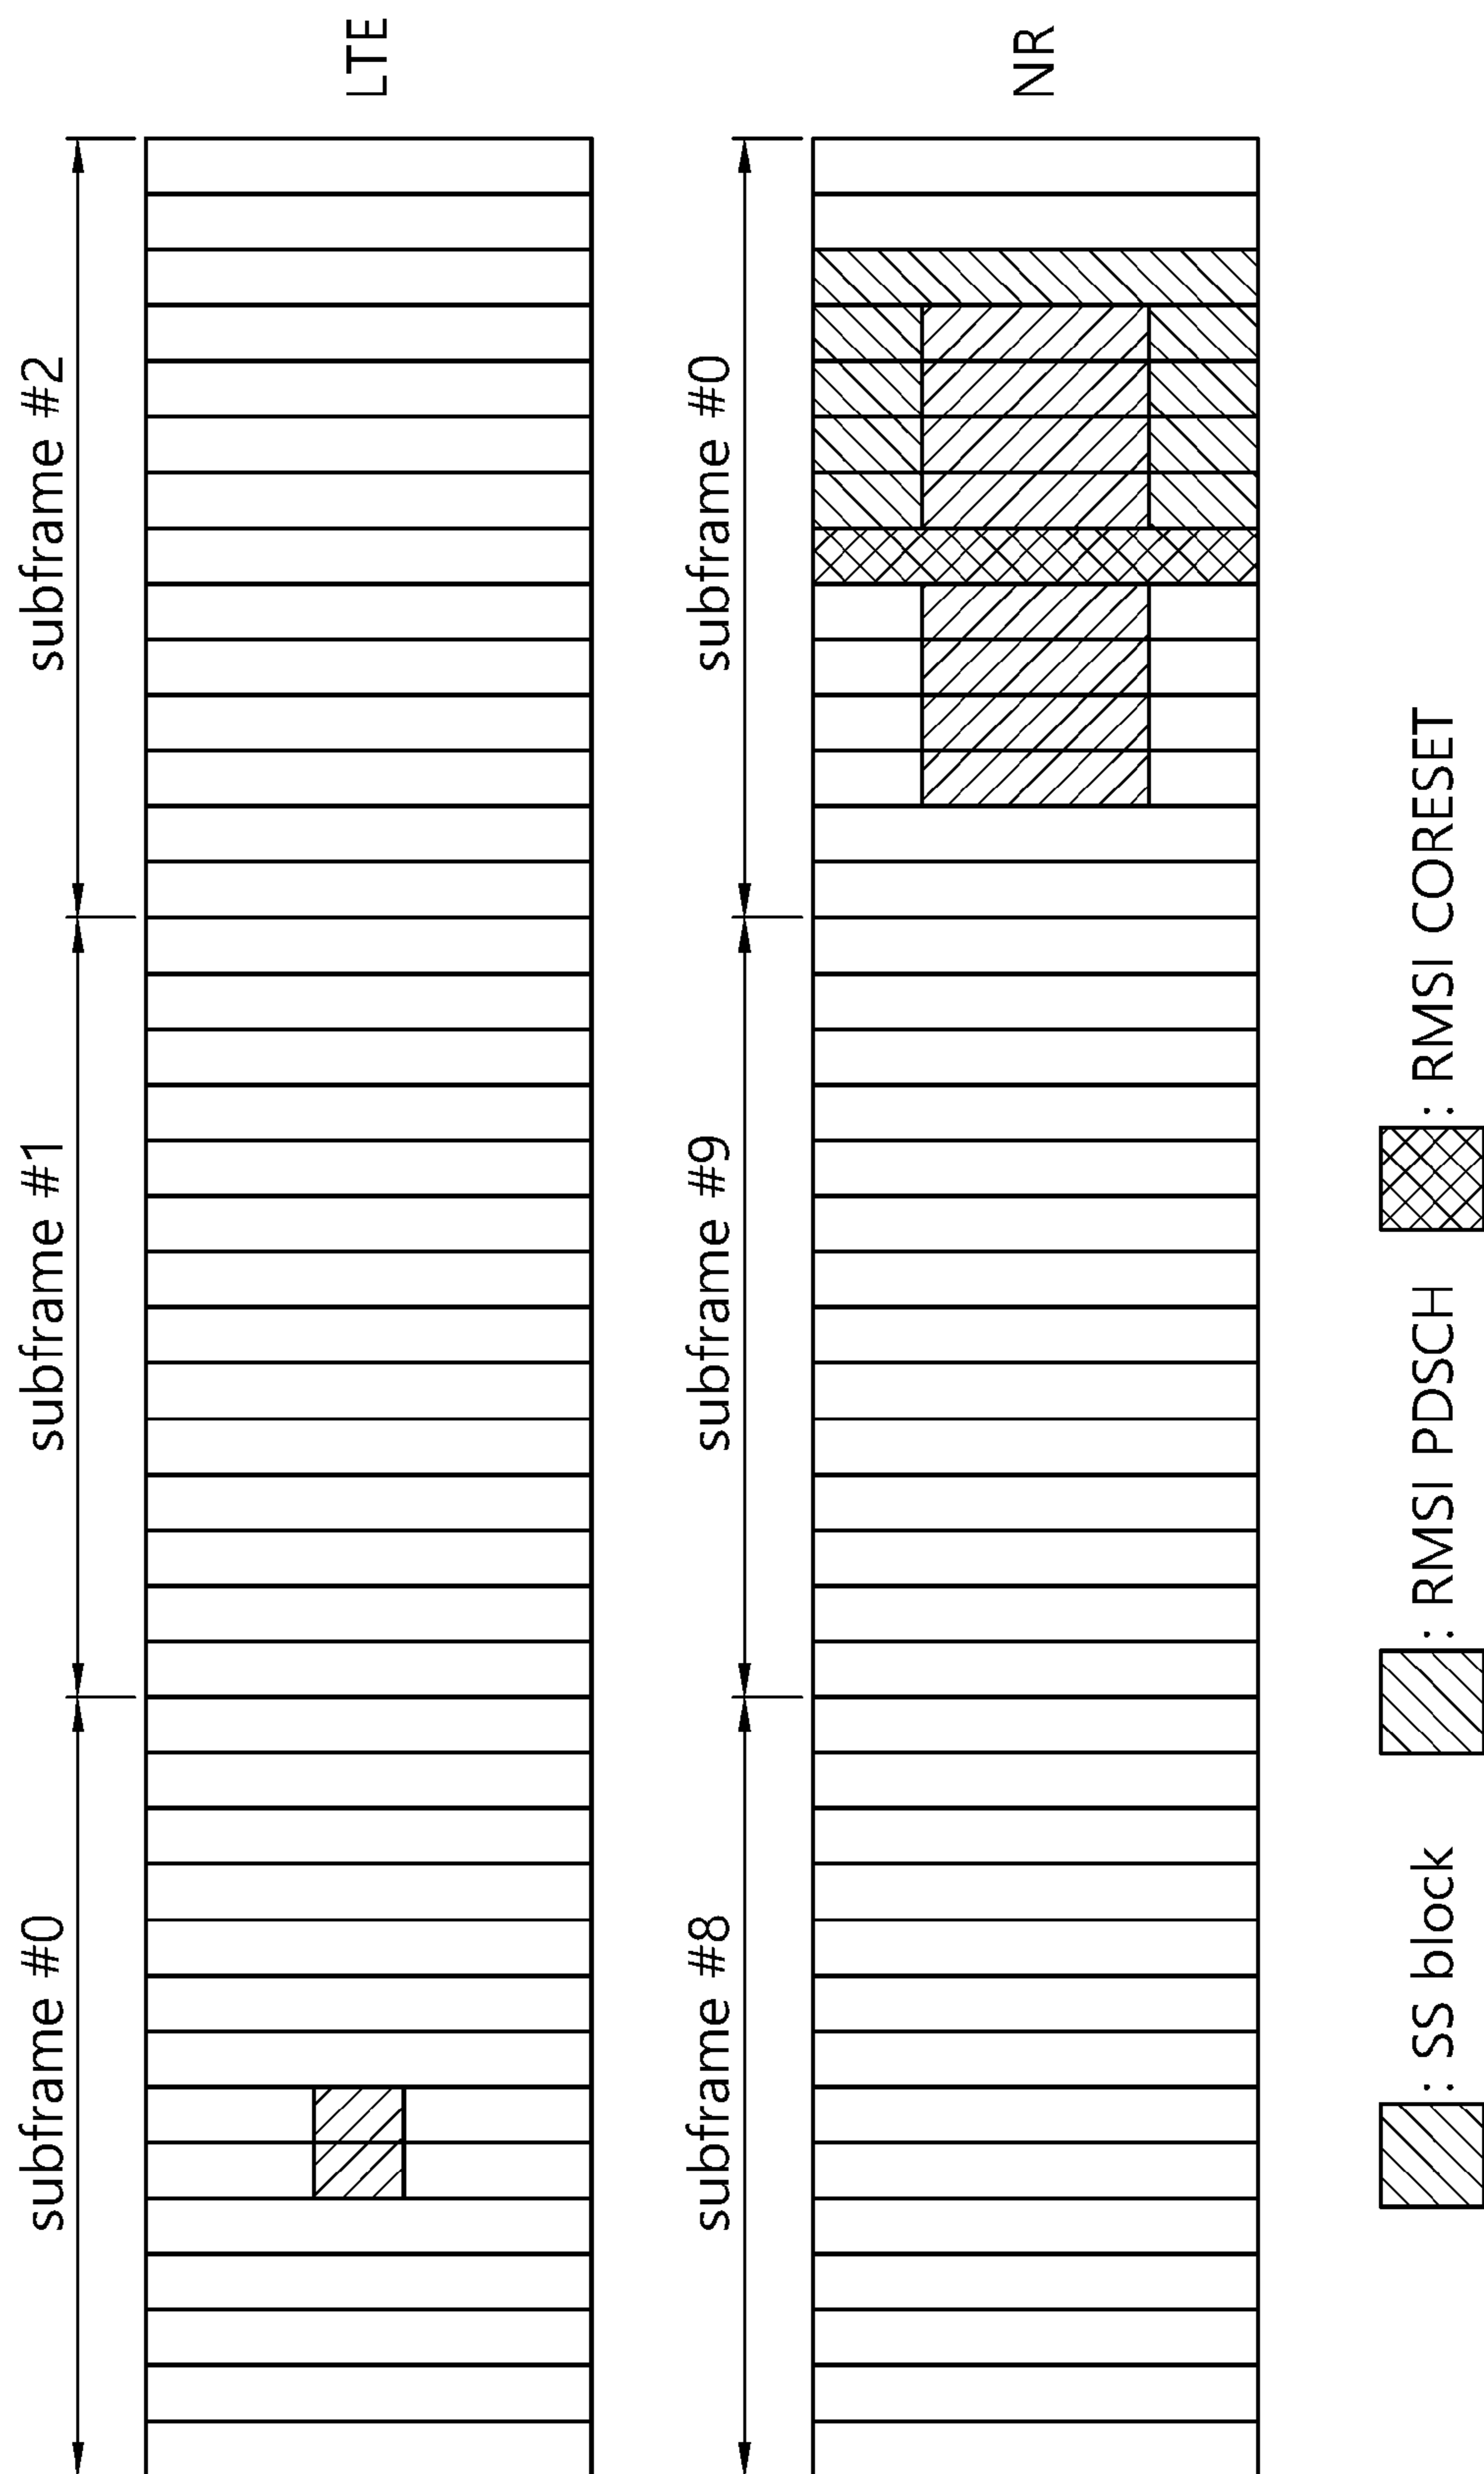 subframe #0
subframe #1
subframe #2
LTE
subframe #8
subframe #9
subframe #0
NR
: SS block
: RMSI PDSCH
: RMSI CORESET